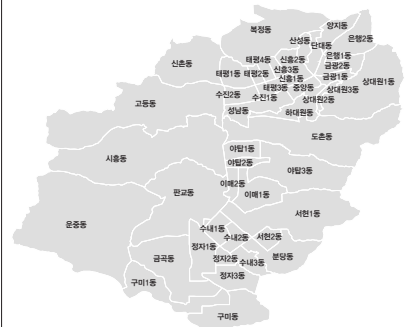 양지동
복정동
산성동
단대동
은행2동
태평4동
신흥2동
은행1동
신촌동
신흥3동
금광2동
태평1동
태평2동
신흥1동
금광1동
상대원1동
태평3동
중앙동
상대원3동
수진2동
수진1동
상대원2동
고등동
성남동
하대원동
도촌동
야탑1동
시흥동
야탑2동
야탑3동
이매2동
판교동
이매1동
서현1동
운중동
수내1동
수내2동
서현2동
정자1동
금곡동
정자2동
수내3동
분당동
정자3동
구미1동
구미동